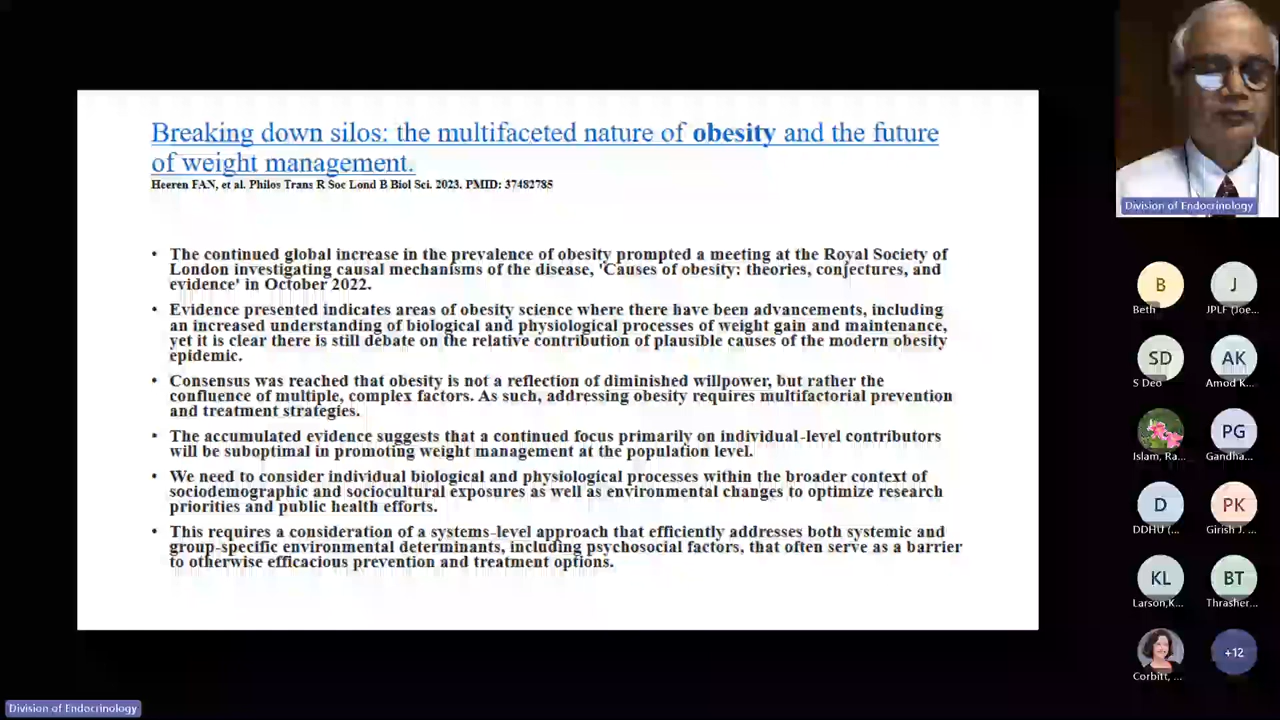 Breaking down silos: the multifaceted nature of obesity and the future
of weight management.
Heeren FAN, et al. Philos Trans R Soc Lond B Biol Sci. 2023. PMID: 37482785
• The continued global increase in the prevalence of obesity prompted a meeting at the Royal Society of
London investigating causal mechanisms of the disease, 'Causes of obesity: theories, conjectures, and
evidence' in October 2022.
• Evidence presented indicates areas of obesity science where there have been advancements, including
an increased understanding of biological and physiological processes of weight gain and maintenance,
yet it is clear there is still debate on the relative contribution of plausible causes of the modern obesity
epidemic.
• Consensus was reached that obesity is not a reflection of diminished willpower, but rather the
confluence of multiple, complex factors. As such, addressing obesity requires multifactorial prevention
and treatment strategies.
• The accumulated evidence suggests that a continued focus primarily on individual-level contributors
will be suboptimal in promoting weight management at the population level.
• We need to consider individual biological and physiological processes within the broader context of
sociodemographic and sociocultural exposures as well as environmental changes to optimize research
priorities and public health efforts.
• This requires a consideration of a systems-level approach that efficiently addresses both systemic and
group-specific environmental determinants, including psychosocial factors, that often serve as a barrier
to otherwise efficacious prevention and treatment options.
Division of Endocrinology
B
J
Beth
JPLF (Joe...
SD
AK
S Deo
Amod K...
PG
Islam, Ra...
Gandha...
D
PK
DDHU (...
Girish J. ...
KL
BT
Larson,K...
Thrasher...
+12
Corbitt, ...
Division of Endocrinology